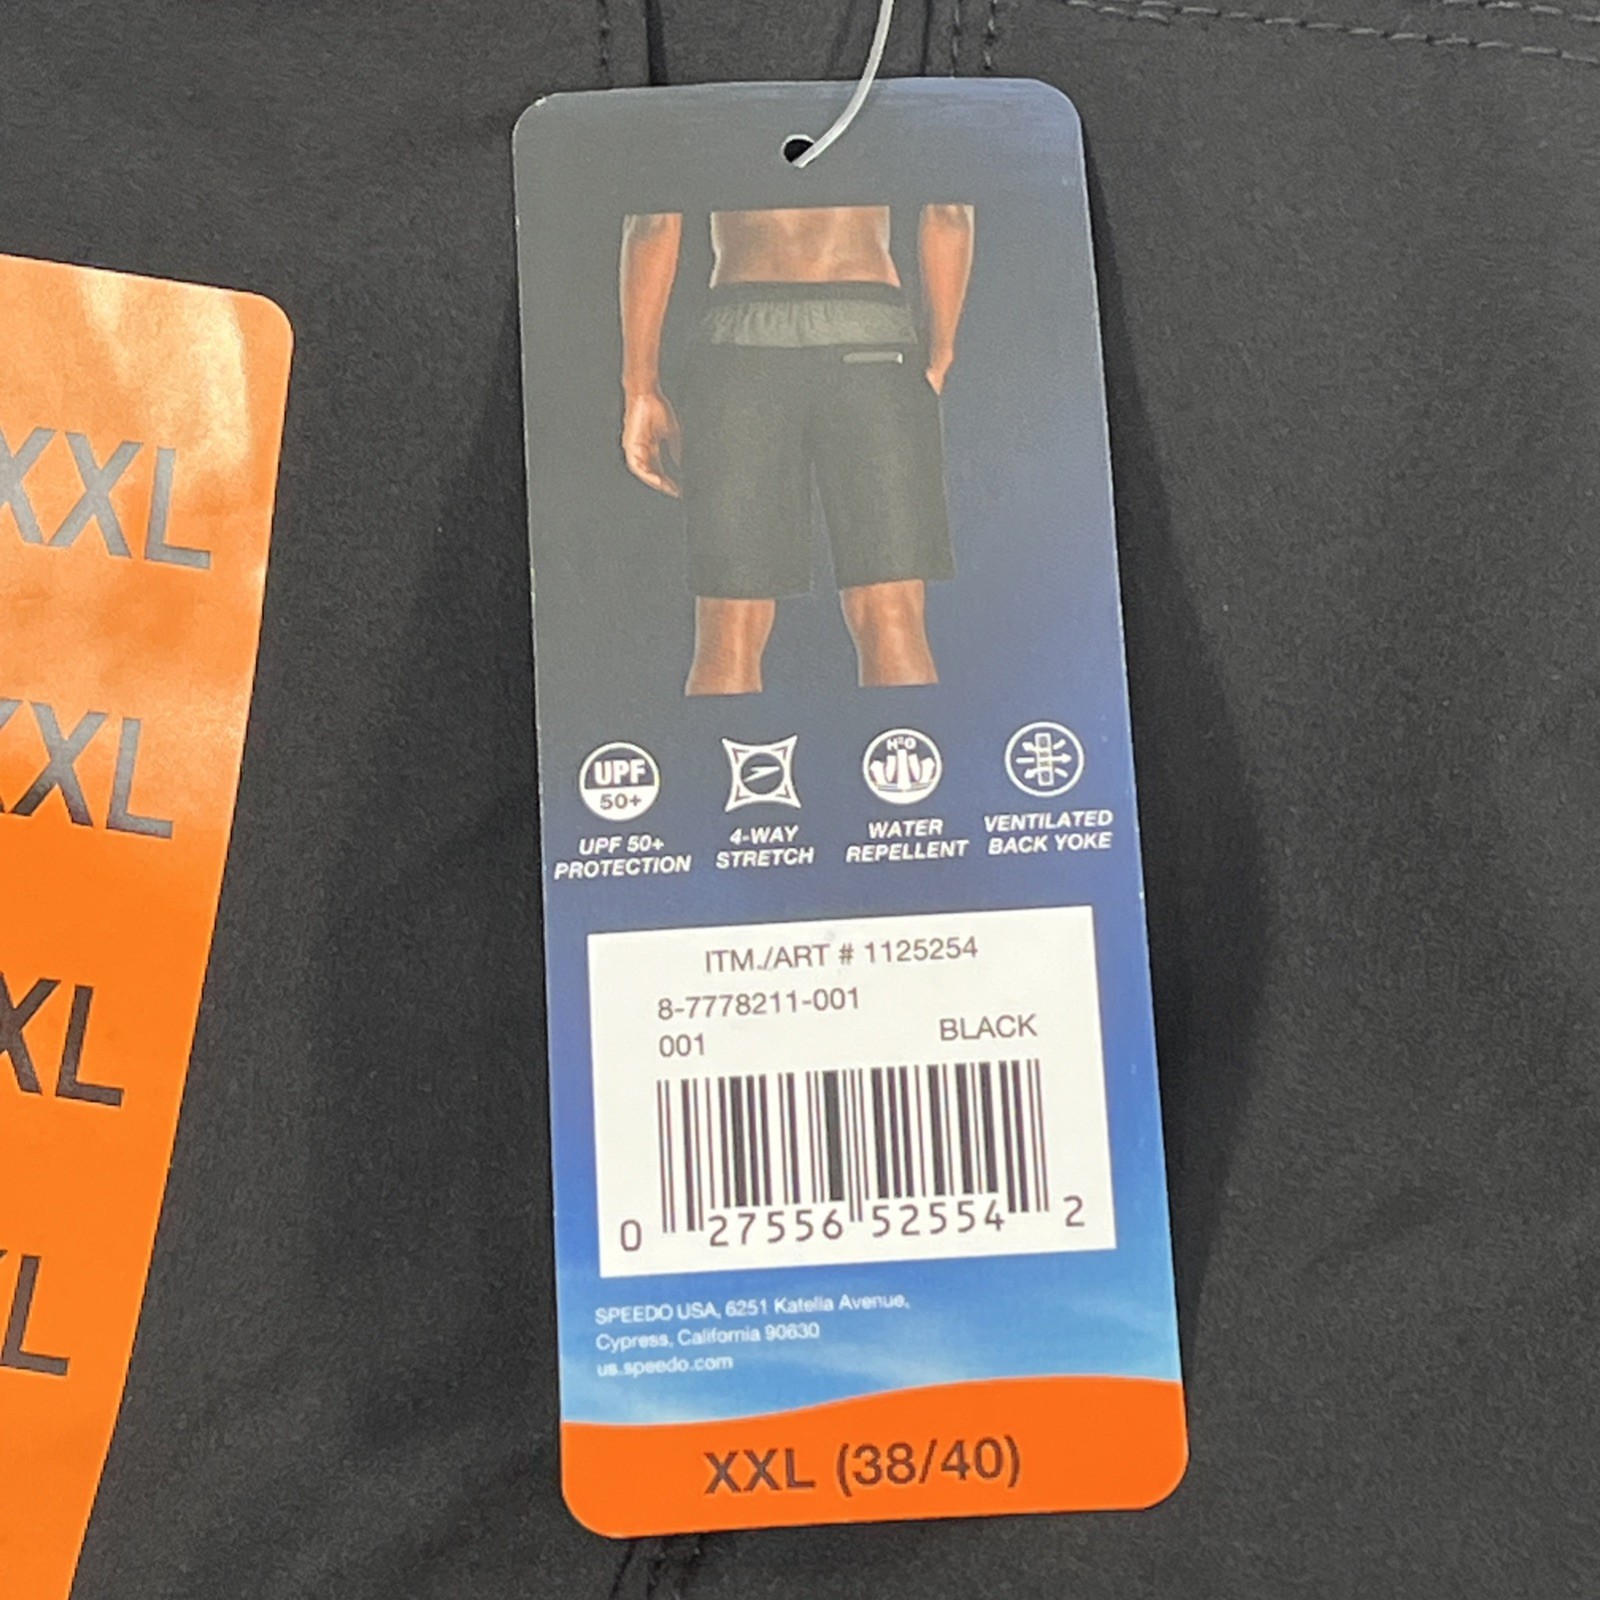 XXL
XXL
XXL
XL
UPF
50+
H²O
UPF 50+
PROTECTION
4-WAY
STRETCH
WATER
REPELLENT
VENTILATED
BACK YOKE
ITM./ART # 1125254
8-7778211-001
001 BLACK
0 27556 52554 2
SPEEDO USA, 6251 Katella Avenue,
Cypress, California 90630
us.speedo.com
XXL (38/40)